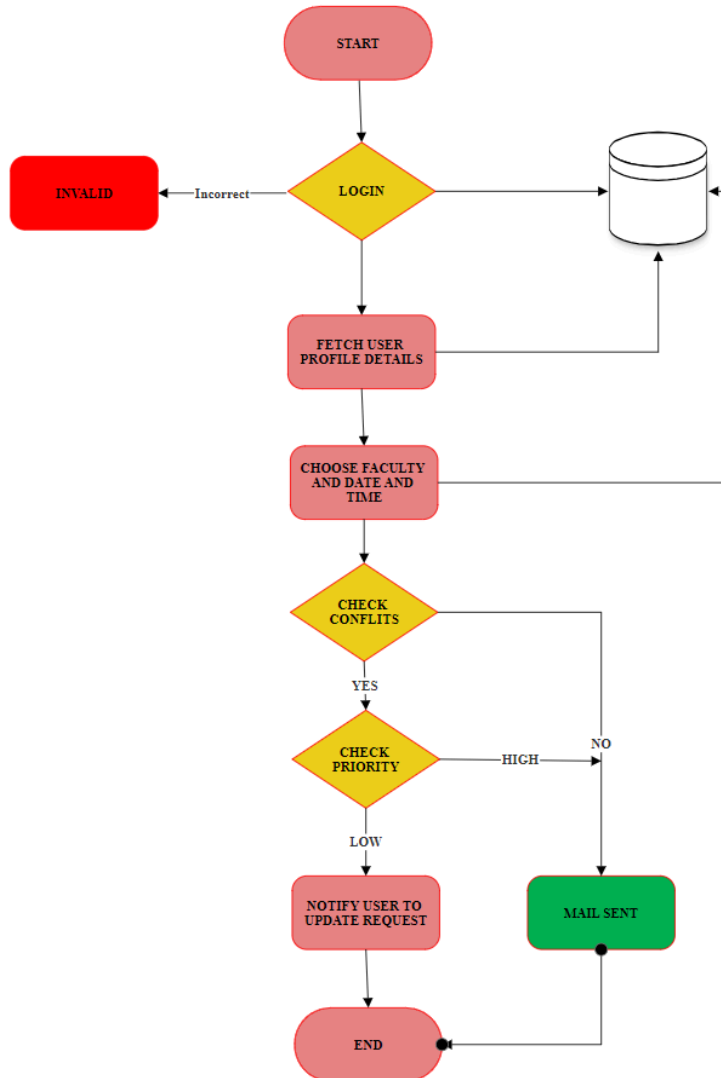 START
INVALID
Incorrect
LOGIN
FETCH USER
PROFILE DETAILS
CHOOSE FACULTY
AND DATE AND
TIME
CHECK
CONFLITS
YES
NO
CHECK
PRIORITY
HIGH
LOW
NOTIFY USER TO
UPDATE REQUEST
MAIL SENT
END